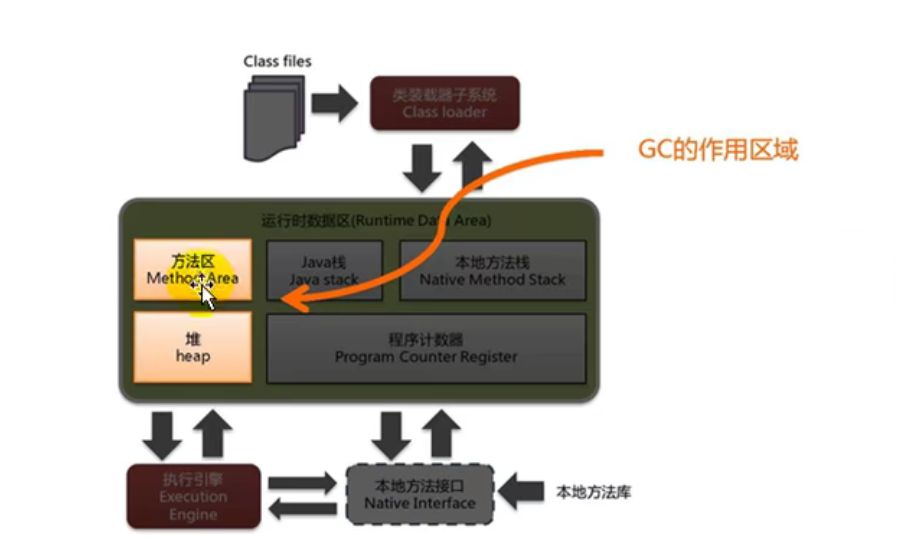 Class files
类装载器子系统
Class loader
GC的作用区域
运行时数据区(Runtime Data Area)
方法区
Method Area
Java栈
Java stack
本地方法栈
Native Method Stack
堆
heap
程序计数器
Program Counter Register
执行引擎
Execution
Engine
本地方法接口
Native Interface
本地方法库